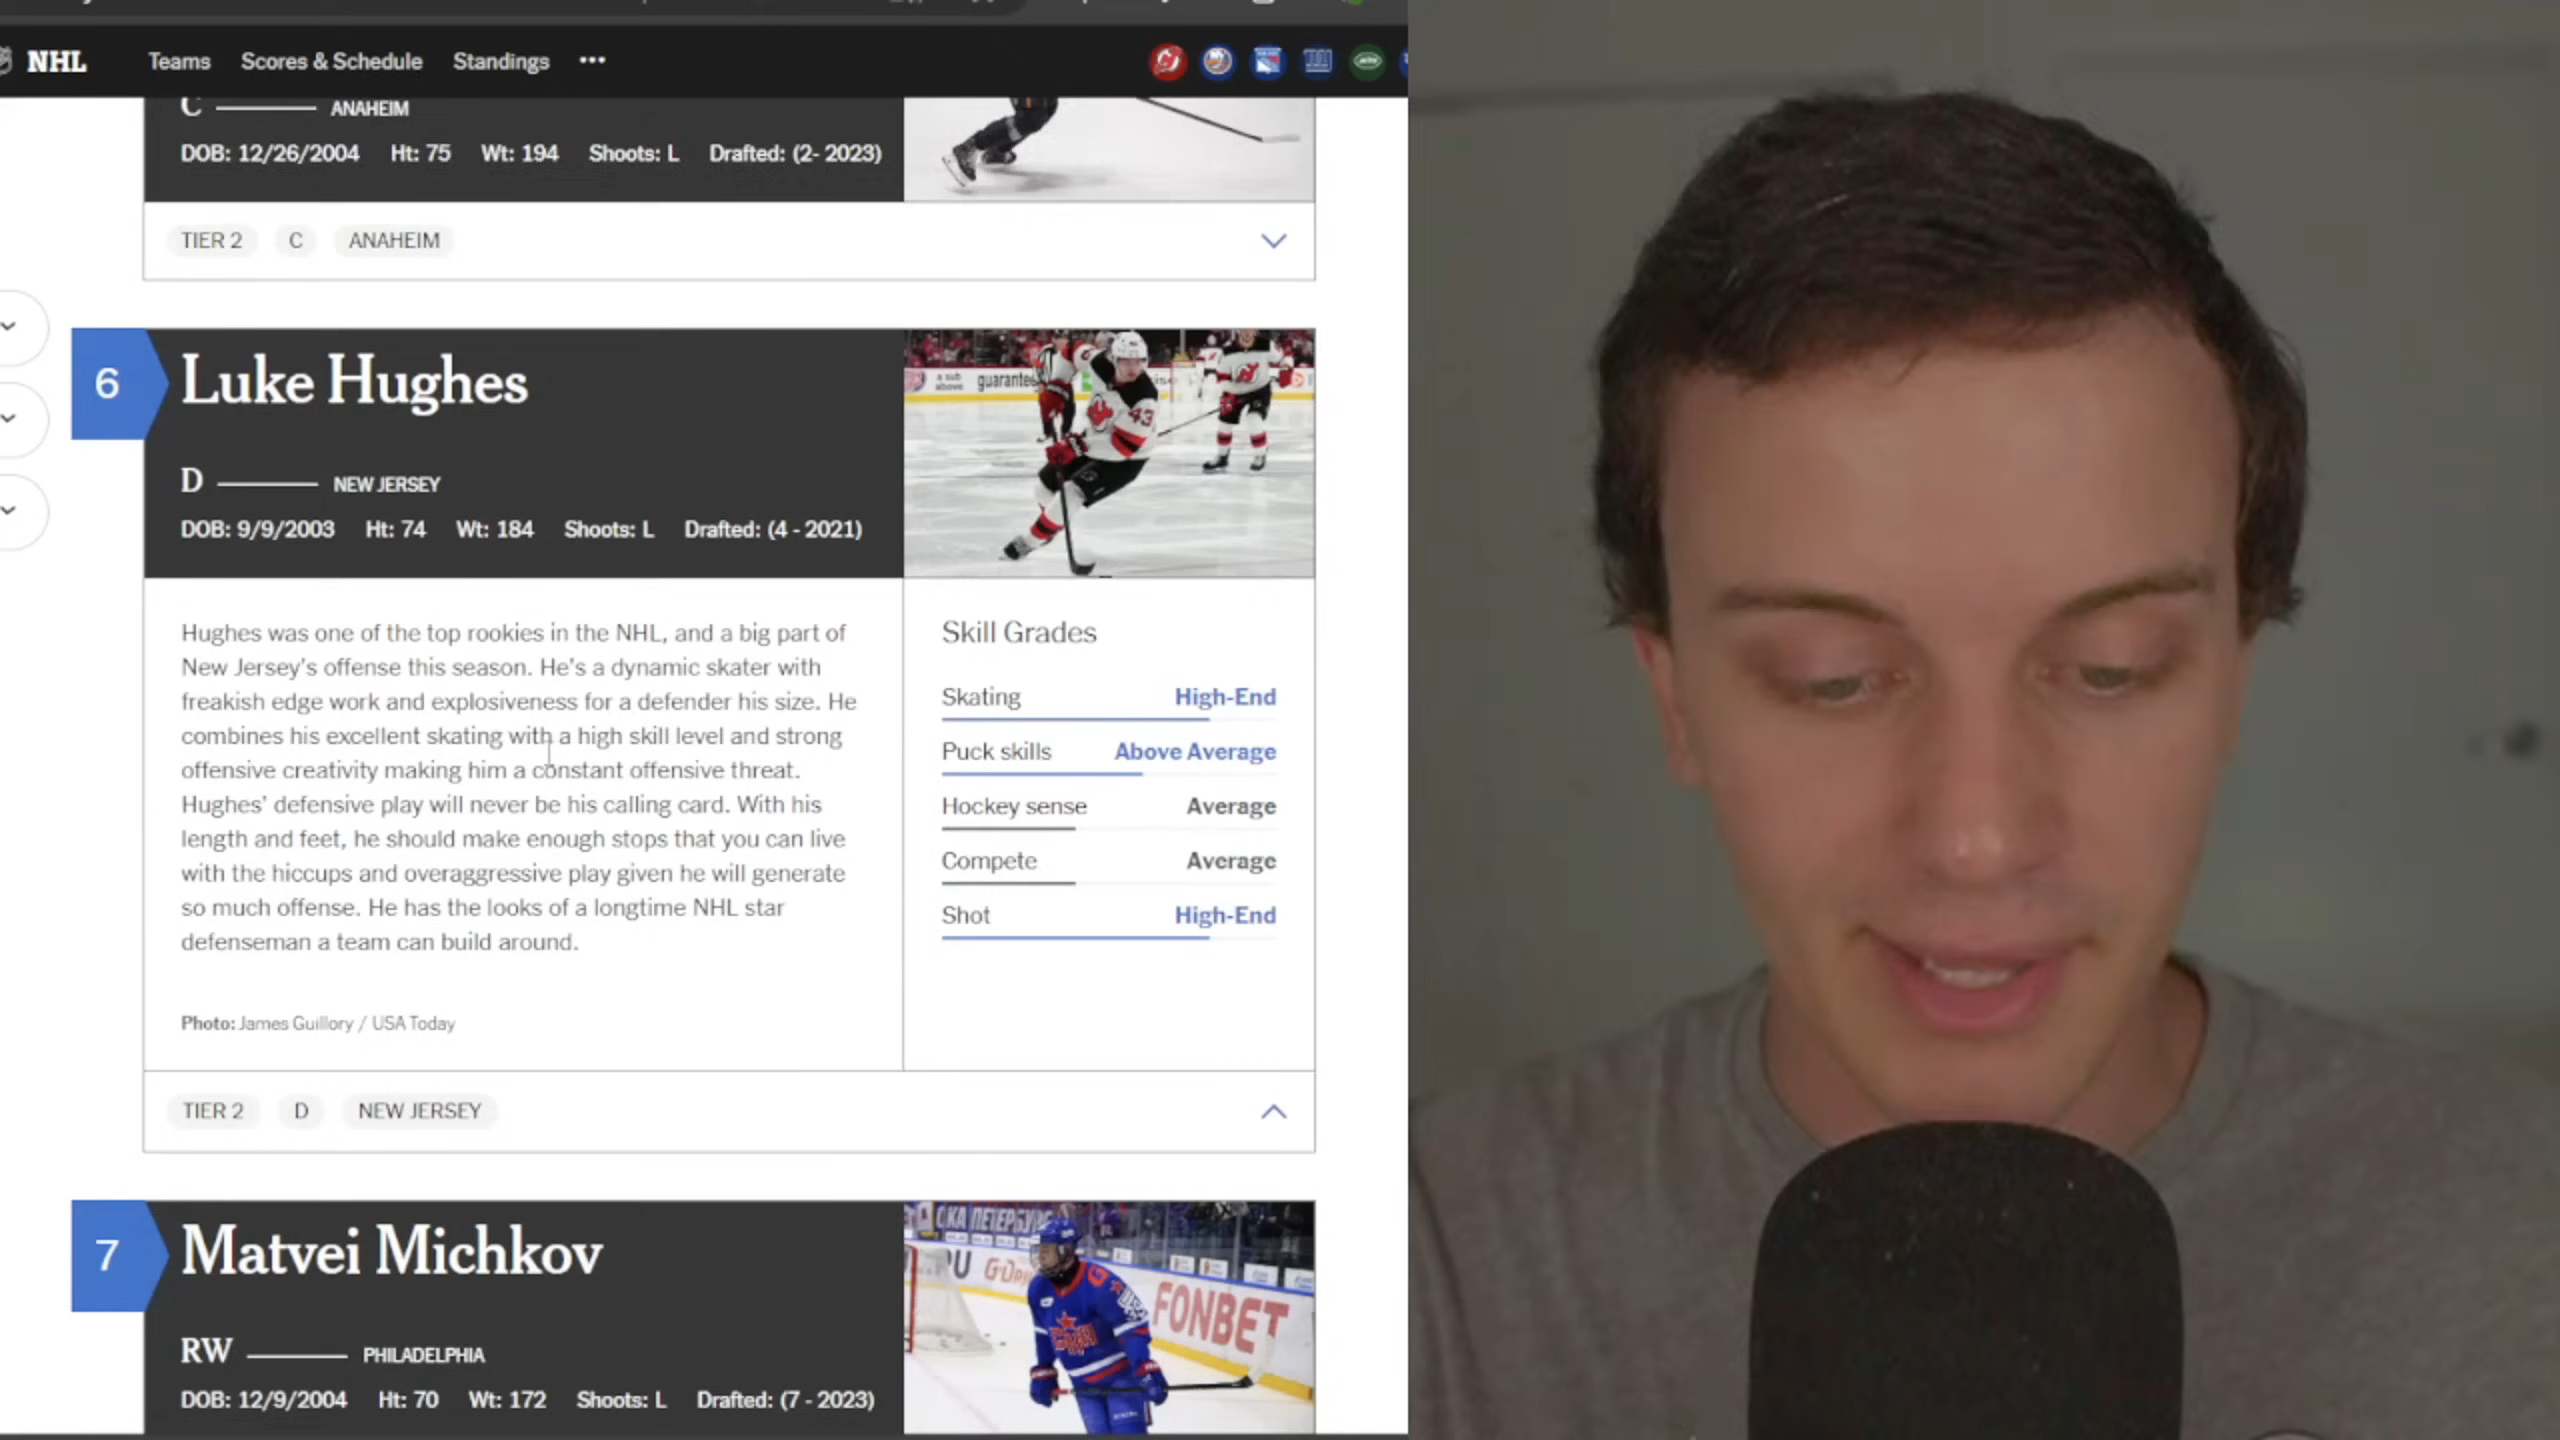 NHL Teams Scores & Schedule Standings •••
C ANAHEIM
DOB: 12/26/2004 Ht: 75 Wt: 194 Shoots: L Drafted: (2- 2023)
TIER 2 C ANAHEIM
6 Luke Hughes
D NEW JERSEY
DOB: 9/9/2003 Ht: 74 Wt: 184 Shoots: L Drafted: (4 - 2021)
guarantee
43
Hughes was one of the top rookies in the NHL, and a big part of
New Jersey's offense this season. He's a dynamic skater with
freakish edge work and explosiveness for a defender his size. He
combines his excellent skating with a high skill level and strong
offensive creativity making him a constant offensive threat.
Hughes' defensive play will never be his calling card. With his
length and feet, he should make enough stops that you can live
with the hiccups and overaggressive play given he will generate
so much offense. He has the looks of a longtime NHL star
defenseman a team can build around.
Photo: James Guillory / USA Today
Skill Grades
Skating High-End
Puck skills Above Average
Hockey sense Average
Compete Average
Shot High-End
TIER 2 D NEW JERSEY
7 Matvei Michkov
RW PHILADELPHIA
DOB: 12/9/2004 Ht: 70 Wt: 172 Shoots: L Drafted: (7 - 2023)
FONBET